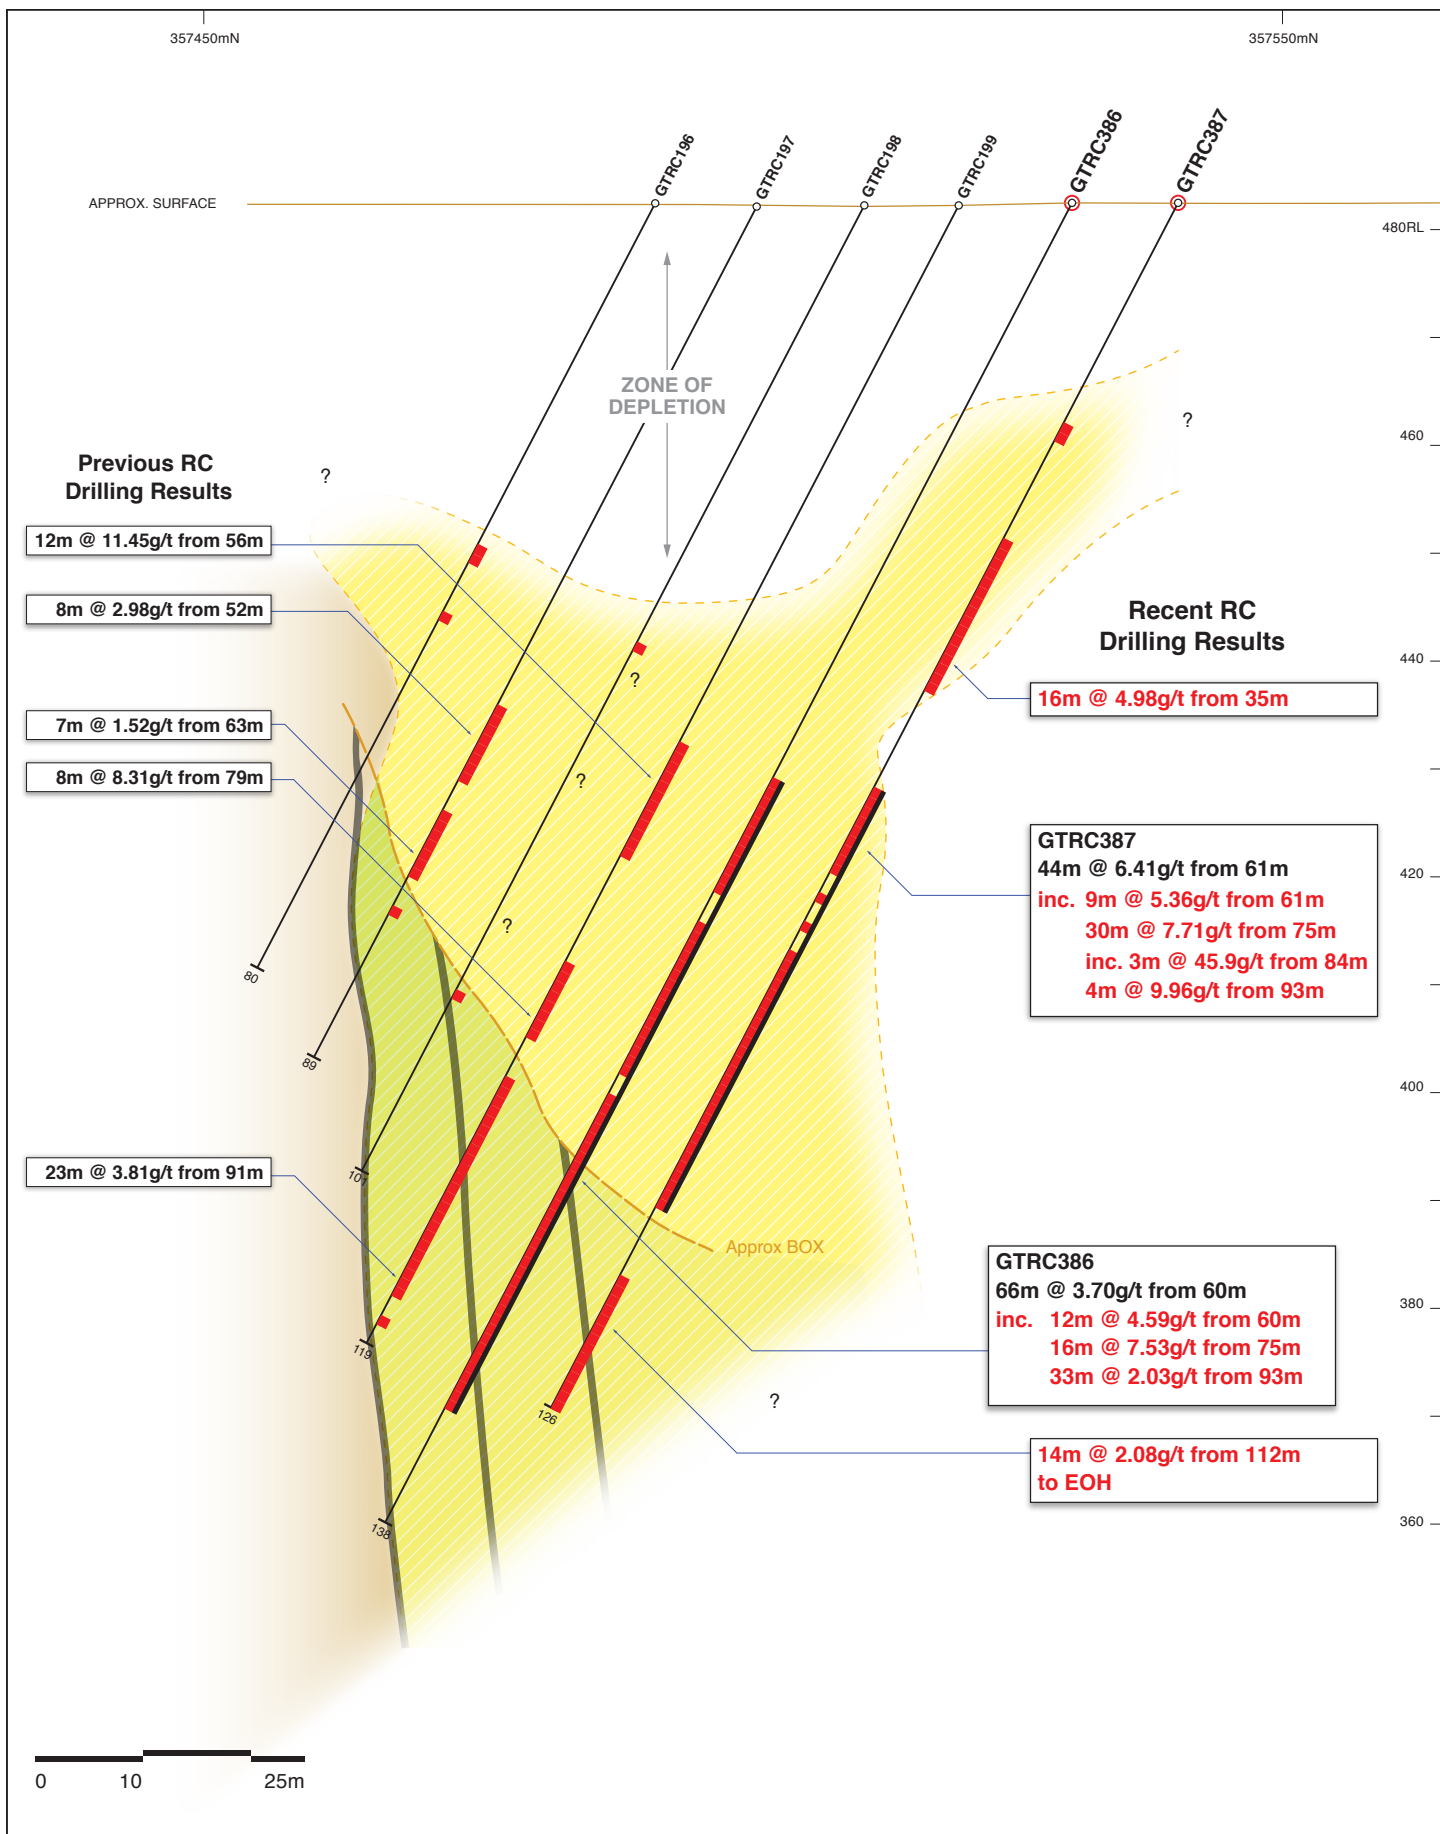 357450mN
357550mN
GTRC196
GTRC197
GTRC198
GTRC199
GTRC386
GTRC387
APPROX. SURFACE
480RL
ZONE OF
DEPLETION
?
460
Previous RC
Drilling Results
?
12m @ 11.45g/t from 56m
8m @ 2.98g/t from 52m
7m @ 1.52g/t from 63m
8m @ 8.31g/t from 79m
23m @ 3.81g/t from 91m
Recent RC
Drilling Results
440
16m @ 4.98g/t from 35m
?
?
?
GTRC387
44m @ 6.41g/t from 61m
inc. 9m @ 5.36g/t from 61m
30m @ 7.71g/t from 75m
inc. 3m @ 45.9g/t from 84m
4m @ 9.96g/t from 93m
420
80
89
400
101
Approx BOX
GTRC386
66m @ 3.70g/t from 60m
inc. 12m @ 4.59g/t from 60m
16m @ 7.53g/t from 75m
33m @ 2.03g/t from 93m
380
119
?
126
14m @ 2.08g/t from 112m
to EOH
138
360
0 10 25m